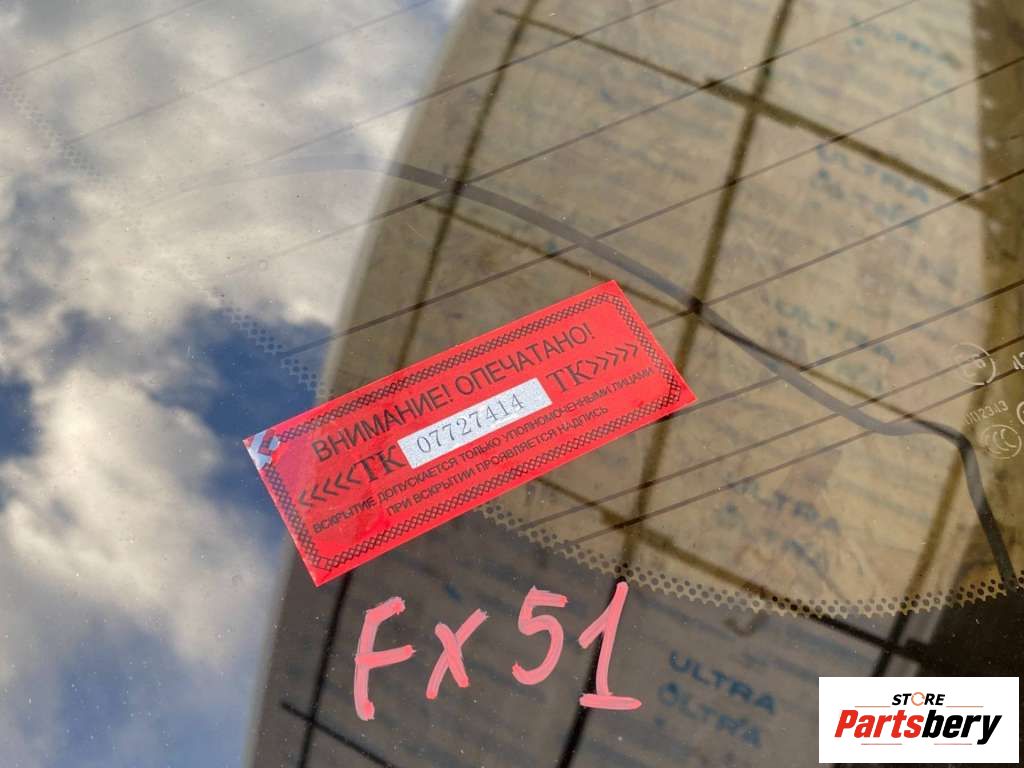 ВНИМАНИЕ! ОПЕЧАТАНО!
<<<<<ТК 07727414 ТК>>>>>
ВСКРЫТИЕ ДОПУСКАЕТСЯ ТОЛЬКО УПОЛНОМОЧЕННЫМИ ЛИЦАМИ
ПРИ ВСКРЫТИИ ПРОЯВЛЯЕТСЯ НАДПИСЬ
FX51
ULTRA
ULTRA
ULTRA
STORE
Partsbery